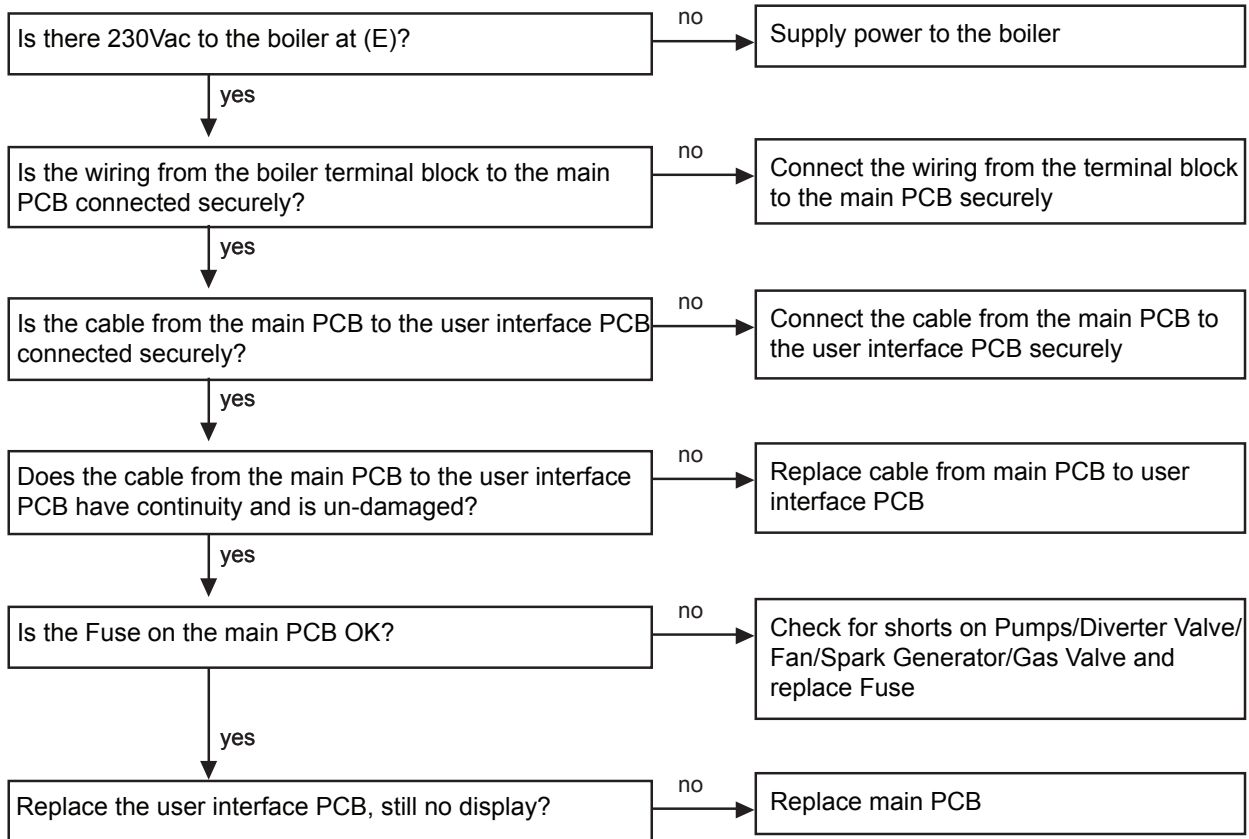 Is there 230Vac to the boiler at (E)?
no
Supply power to the boiler
yes
Is the wiring from the boiler terminal block to the main
PCB connected securely?
no
Connect the wiring from the terminal block
to the main PCB securely
yes
Is the cable from the main PCB to the user interface PCB
connected securely?
no
Connect the cable from the main PCB to
the user interface PCB securely
yes
Does the cable from the main PCB to the user interface
PCB have continuity and is un-damaged?
no
Replace cable from main PCB to user
interface PCB
yes
Is the Fuse on the main PCB OK?
no
Check for shorts on Pumps/Diverter Valve/
Fan/Spark Generator/Gas Valve and
replace Fuse
yes
Replace the user interface PCB, still no display?
no
Replace main PCB